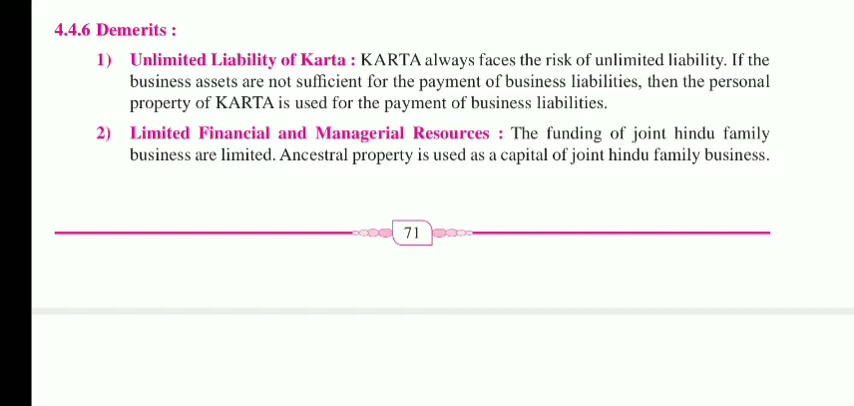 4.4.6 Demerits :
1) Unlimited Liability of Karta : KARTA always faces the risk of unlimited liability. If the
business assets are not sufficient for the payment of business liabilities, then the personal
property of KARTA is used for the payment of business liabilities.
2) Limited Financial and Managerial Resources : The funding of joint hindu family
business are limited. Ancestral property is used as a capital of joint hindu family business.
71